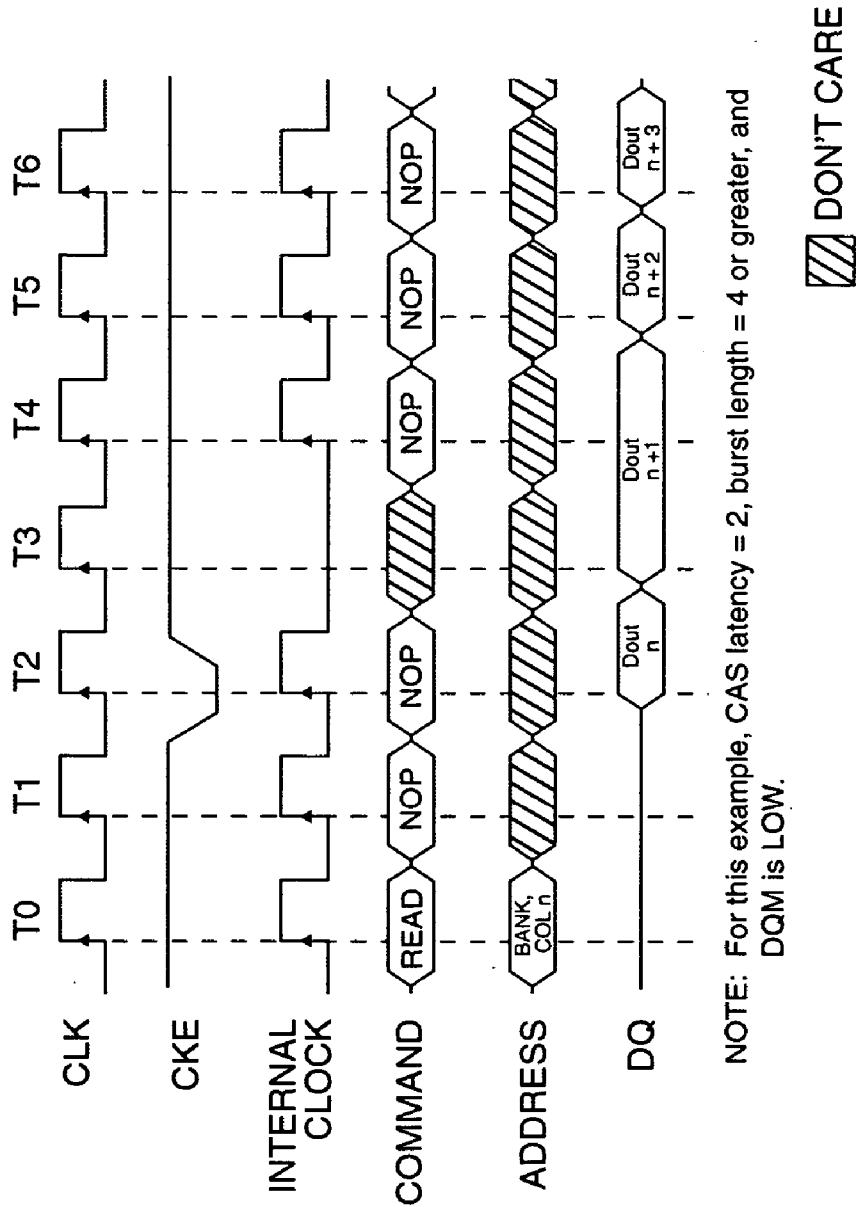 T0 T1 T2 T3 T4 T5 T6
CLK
CKE
INTERNAL
CLOCK
COMMAND
READ NOP NOP NOP NOP NOP
ADDRESS
BANK,
COL n
DQ
Dout
n
Dout
n+1
Dout
n+2
Dout
n+3
NOTE: For this example, CAS latency = 2, burst length = 4 or greater, and
DQM is LOW.
DON'T CARE